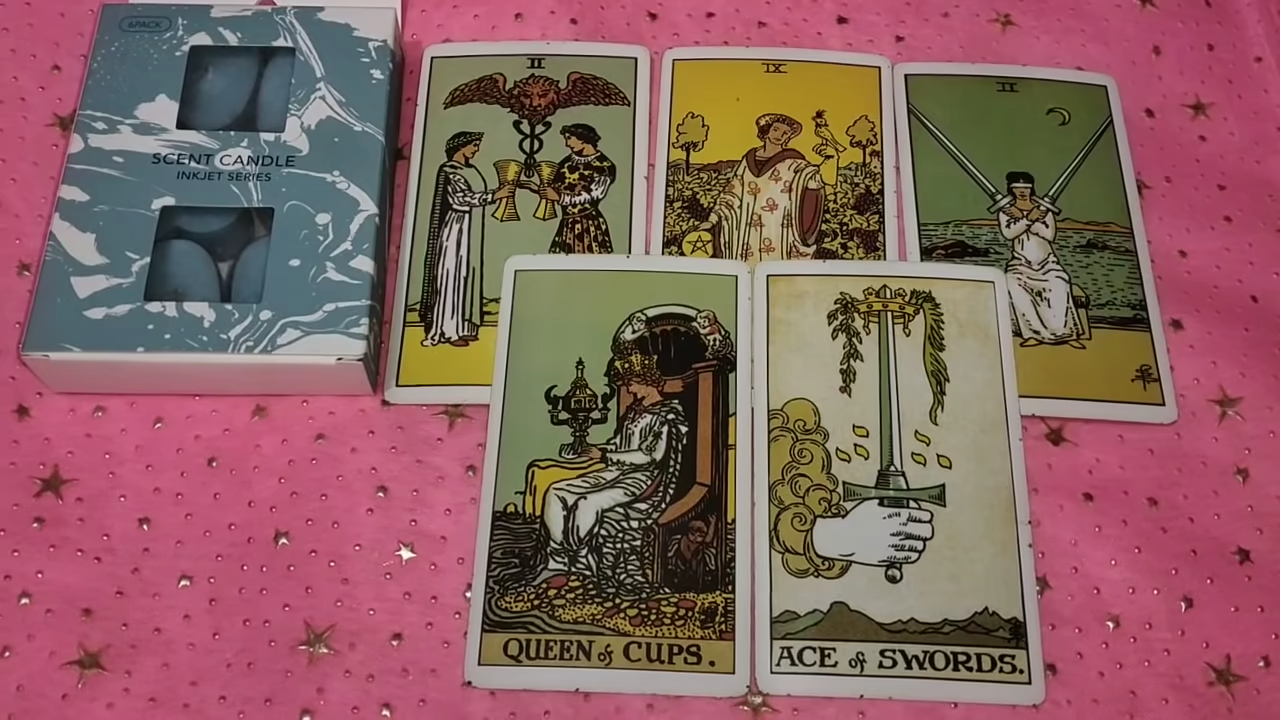 6PACK
SCENT CANDLE
INKJET SERIES
II
IX
II
QUEEN of CUPS.
ACE of SWORDS.